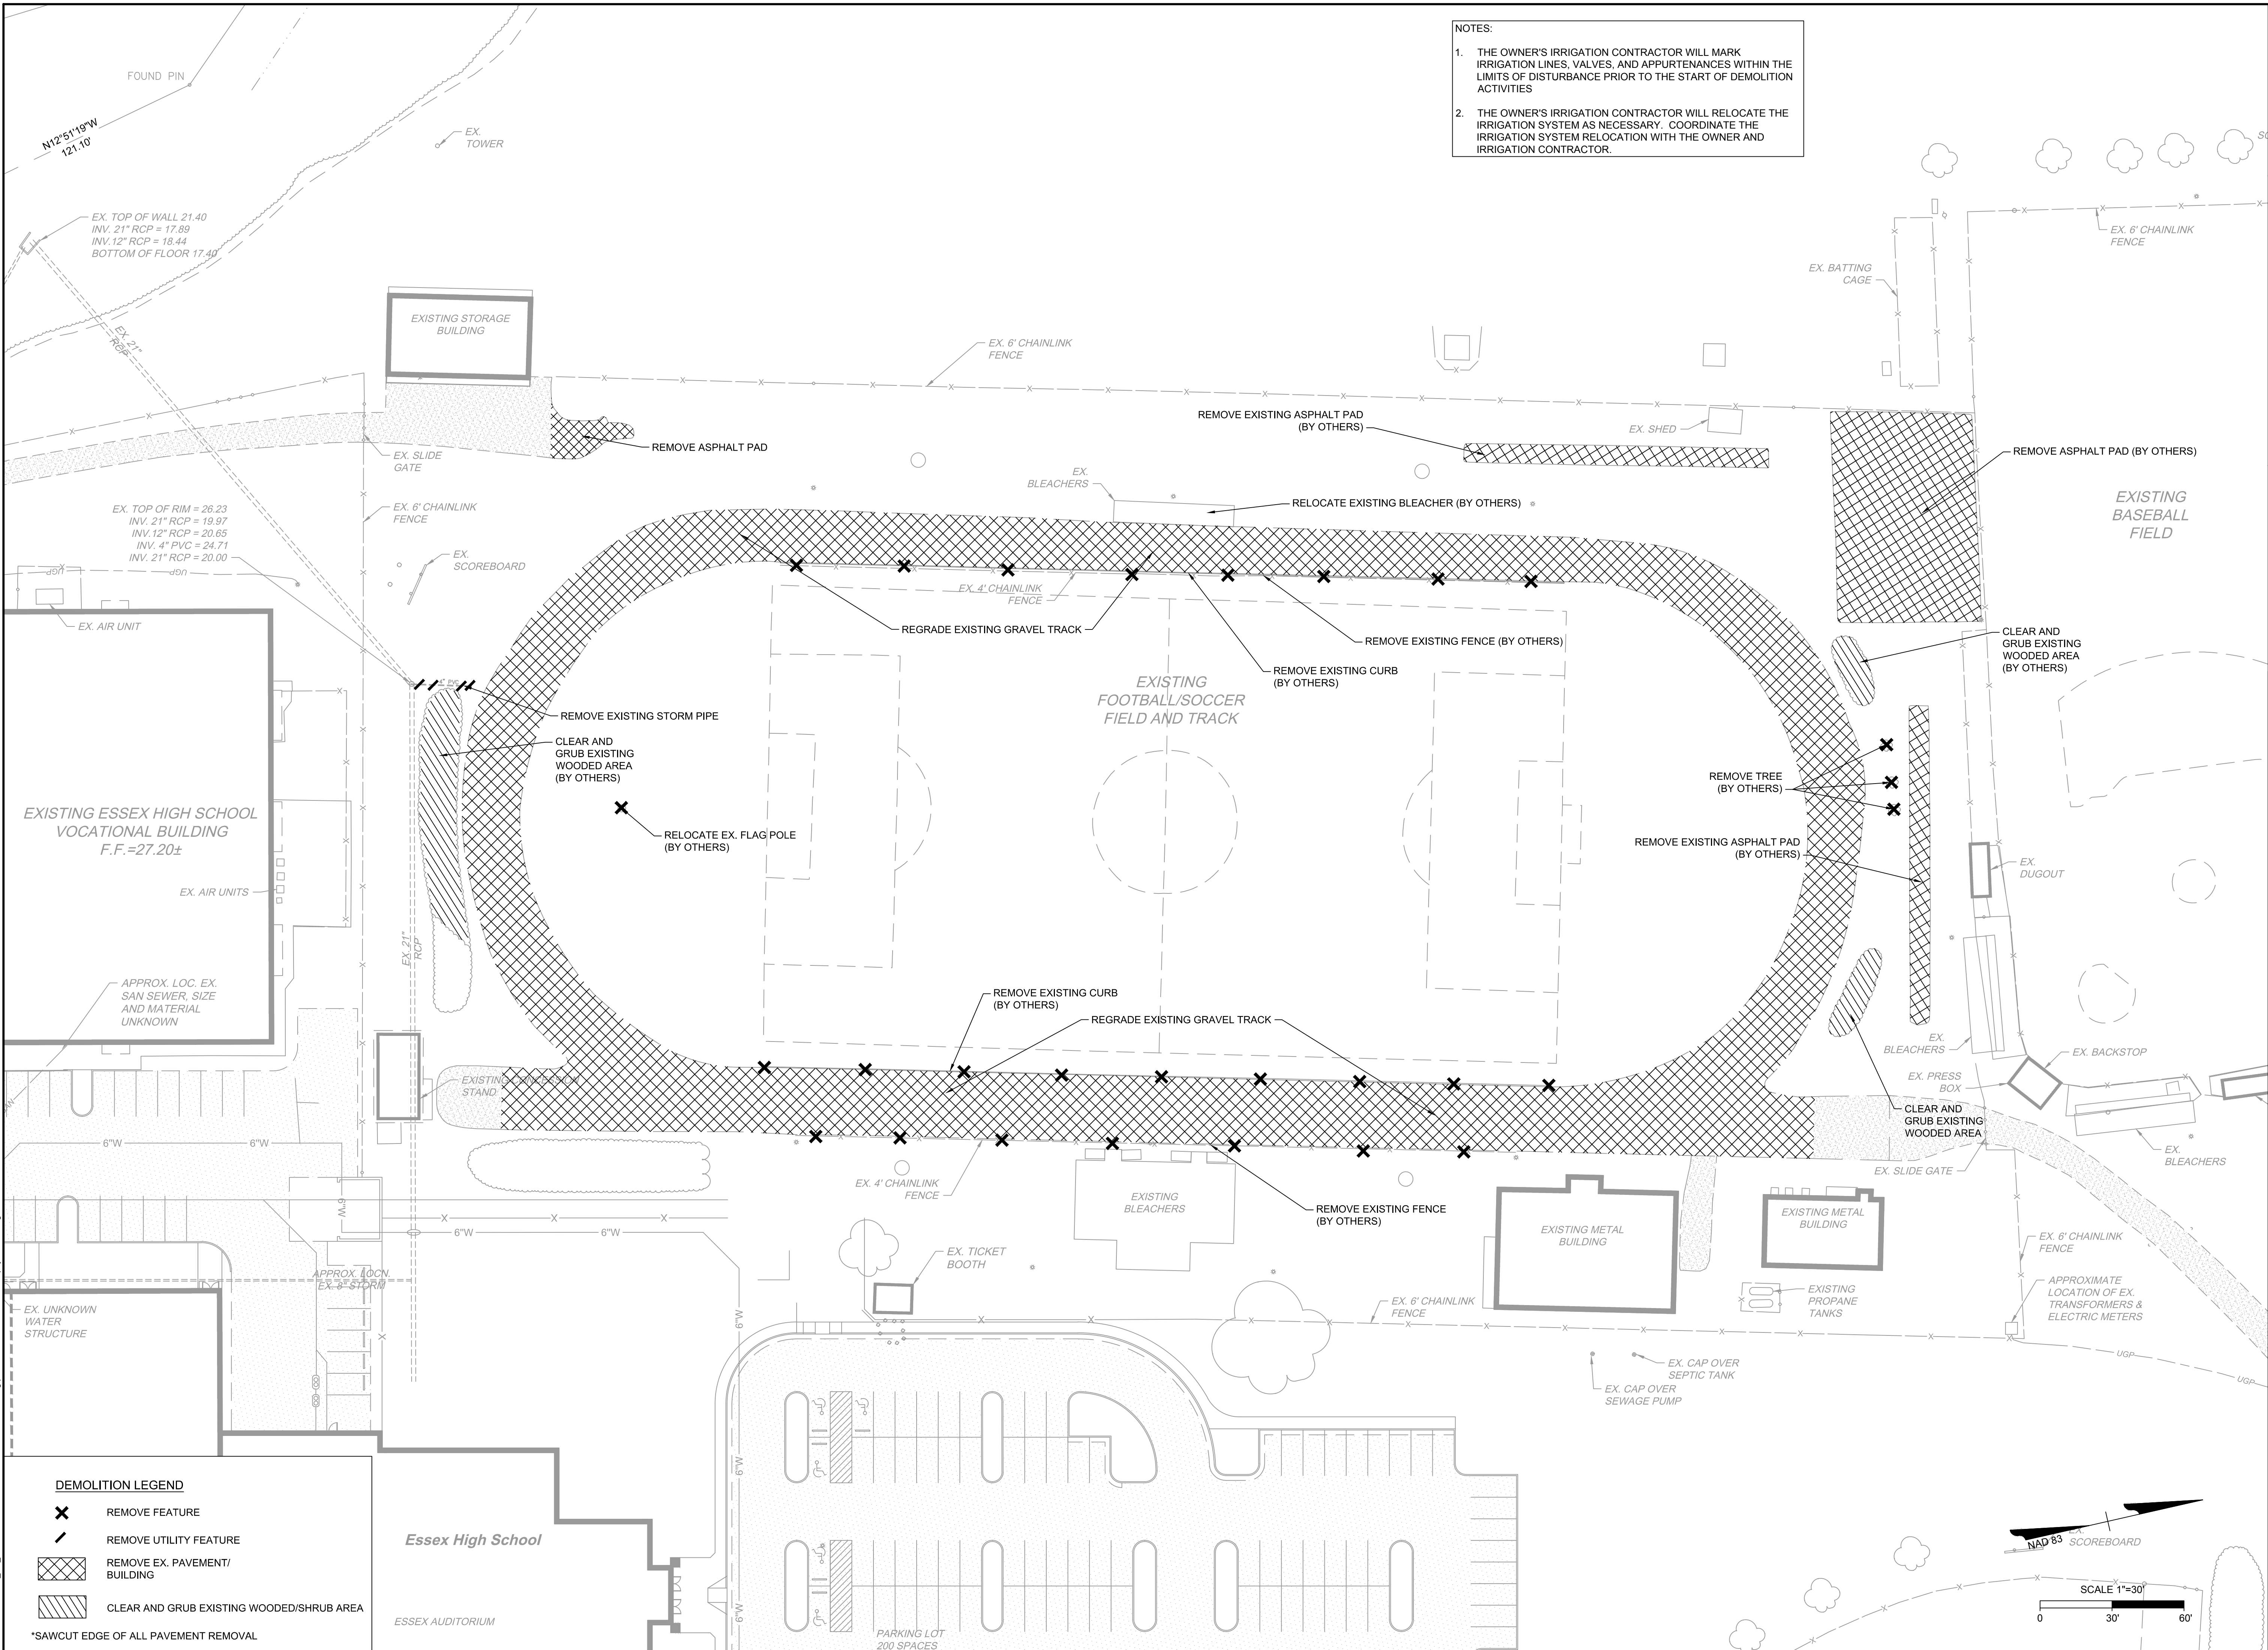 NOTES:
1. THE OWNER'S IRRIGATION CONTRACTOR WILL MARK
IRRIGATION LINES, VALVES, AND APPURTENANCES WITHIN THE
LIMITS OF DISTURBANCE PRIOR TO THE START OF DEMOLITION
ACTIVITIES
2. THE OWNER'S IRRIGATION CONTRACTOR WILL RELOCATE THE
IRRIGATION SYSTEM AS NECESSARY. COORDINATE THE
IRRIGATION SYSTEM RELOCATION WITH THE OWNER AND
IRRIGATION CONTRACTOR.
FOUND PIN
N12°51'19"W
121.10'
EX.
TOWER
EX. TOP OF WALL 21.40
INV. 21" RCP = 17.89
INV.12" RCP = 18.44
BOTTOM OF FLOOR 17.40
EX. 21"
RCP
EXISTING STORAGE
BUILDING
EX. 6' CHAINLINK
FENCE
EX. BATTING
CAGE
EX. 6' CHAINLINK
FENCE
REMOVE ASPHALT PAD
EX. SLIDE
GATE
REMOVE EXISTING ASPHALT PAD
(BY OTHERS)
EX. SHED
REMOVE ASPHALT PAD (BY OTHERS)
EXISTING
BASEBALL
FIELD
EX.
BLEACHERS
RELOCATE EXISTING BLEACHER (BY OTHERS)
EX. TOP OF RIM = 26.23
INV. 21" RCP = 19.97
INV.12" RCP = 20.65
INV. 4" PVC = 24.71
INV. 21" RCP = 20.00
EX. 6' CHAINLINK
FENCE
EX.
SCOREBOARD
UGP
UGP
EX. AIR UNIT
EX. 4' CHAINLINK
FENCE
REGRADE EXISTING GRAVEL TRACK
REMOVE EXISTING FENCE (BY OTHERS)
REMOVE EXISTING CURB
(BY OTHERS)
CLEAR AND
GRUB EXISTING
WOODED AREA
(BY OTHERS)
EXISTING
FOOTBALL/SOCCER
FIELD AND TRACK
REMOVE EXISTING STORM PIPE
CLEAR AND
GRUB EXISTING
WOODED AREA
(BY OTHERS)
RELOCATE EX. FLAG POLE
(BY OTHERS)
REMOVE TREE
(BY OTHERS)
REMOVE EXISTING ASPHALT PAD
(BY OTHERS)
EXISTING ESSEX HIGH SCHOOL
VOCATIONAL BUILDING
F.F.=27.20±
EX. AIR UNITS
EX.
DUGOUT
EX. 21"
RCP
APPROX. LOC. EX.
SAN SEWER, SIZE
AND MATERIAL
UNKNOWN
REMOVE EXISTING CURB
(BY OTHERS)
REGRADE EXISTING GRAVEL TRACK
EX.
BLEACHERS
EX. BACKSTOP
EX. PRESS
BOX
EXISTING CONCESSION
STAND
CLEAR AND
GRUB EXISTING
WOODED AREA
6"W
6"W
EX. 4' CHAINLINK
FENCE
EXISTING
BLEACHERS
EX. SLIDE GATE
EX.
BLEACHERS
REMOVE EXISTING FENCE
(BY OTHERS)
EXISTING METAL
BUILDING
EXISTING METAL
BUILDING
6"W
6"W
6"W
EX. TICKET
BOOTH
EX. 6' CHAINLINK
FENCE
APPROX. LOCN.
EX. 8" STORM
EX. UNKNOWN
WATER
STRUCTURE
EX. 6' CHAINLINK
FENCE
EXISTING
PROPANE
TANKS
APPROXIMATE
LOCATION OF EX.
TRANSFORMERS &
ELECTRIC METERS
6"W
UGP
UGP
EX. CAP OVER
SEPTIC TANK
EX. CAP OVER
SEWAGE PUMP
6"W
6"W
DEMOLITION LEGEND
REMOVE FEATURE
REMOVE UTILITY FEATURE
REMOVE EX. PAVEMENT/
BUILDING
CLEAR AND GRUB EXISTING WOODED/SHRUB AREA
*SAWCUT EDGE OF ALL PAVEMENT REMOVAL
Essex High School
ESSEX AUDITORIUM
PARKING LOT
200 SPACES
NAD 83
EX.
SCOREBOARD
SCALE 1"=30'
0 30' 60'